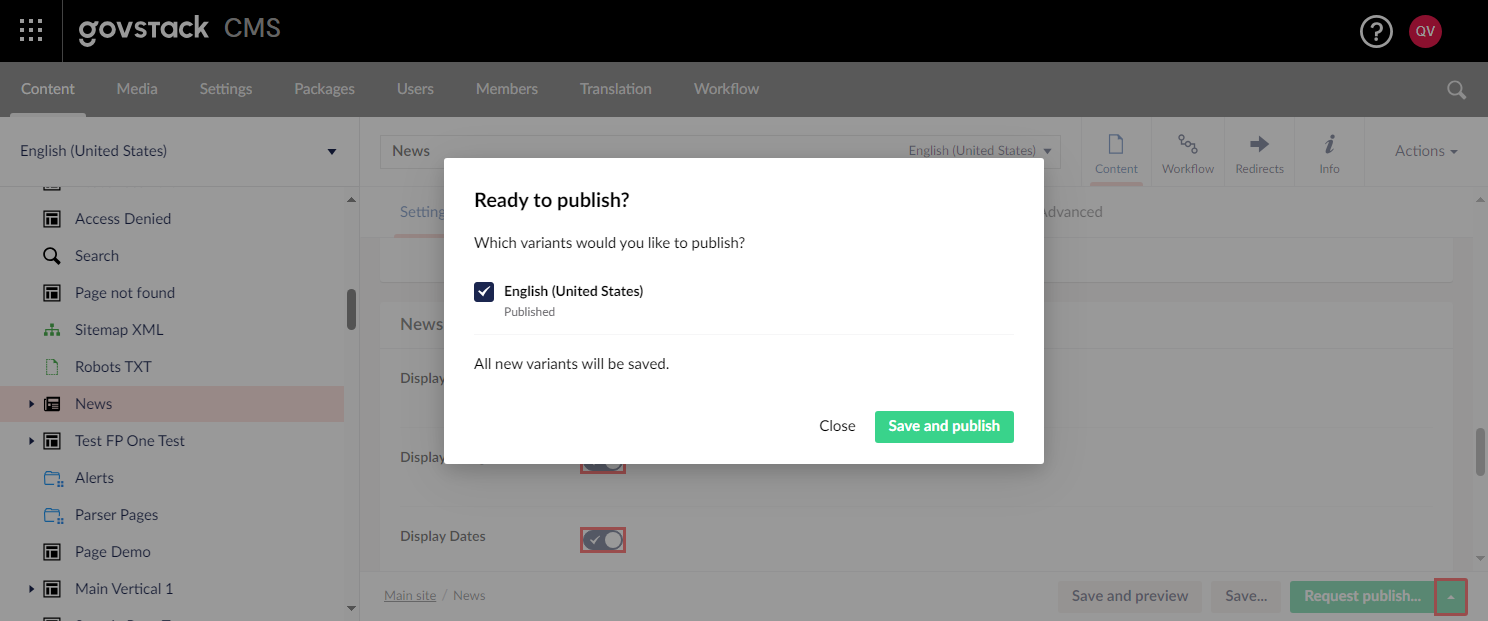 govstack CMS
? QV
Content Media Settings Packages Users Members Translation Workflow
English (United States)
News English (United States)
Content Workflow Redirects Info Actions
Advanced
Access Denied
Search
Page not found
Sitemap XML
Robots TXT
News
Test FP One Test
Alerts
Parser Pages
Page Demo
Main Vertical 1
Ready to publish?
Which variants would you like to publish?
English (United States)
Published
All new variants will be saved.
Close Save and publish
News
Display
Display
Display Dates
Main site / News
Save and preview Save... Request publish...